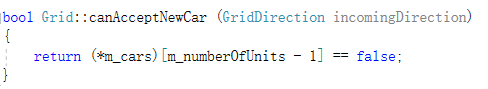 bool Grid::canAcceptNewCar (GridDirection incomingDirection)
{
return (*m_cars)[m_numberOfUnits - 1] == false;
}